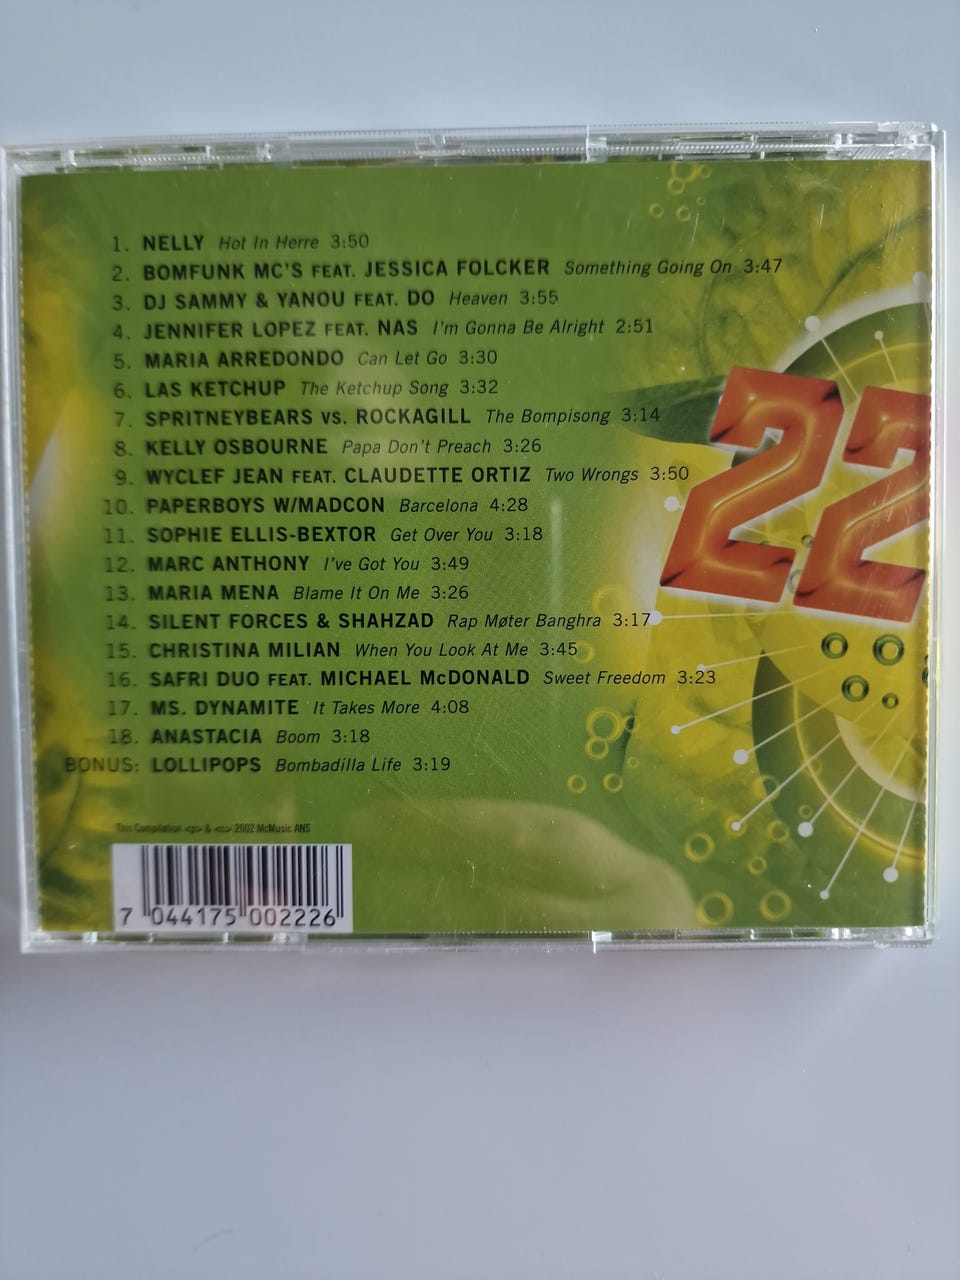 1. NELLY Hot In Herre 3:50
2. BOMFUNK MC'S FEAT. JESSICA FOLCKER Something Going On 3:47
3. DJ SAMMY & YANOU FEAT. DO Heaven 3:55
4. JENNIFER LOPEZ FEAT. NAS I'm Gonna Be Alright 2:51
5. MARIA ARREDONDO Can Let Go 3:30
6. LAS KETCHUP The Ketchup Song 3:32
7. SPRITNEYBEARS VS. ROCKAGILL The Bompisong 3:14
8. KELLY OSBOURNE Papa Don't Preach 3:26
9. WYCLEF JEAN FEAT. CLAUDETTE ORTIZ Two Wrongs 3:50
10. PAPERBOYS W/MADCON Barcelona 4:28
11. SOPHIE ELLIS-BEXTOR Get Over You 3:18
12. MARC ANTHONY I've Got You 3:49
13. MARIA MENA Blame It On Me 3:26
14. SILENT FORCES & SHAHZAD Rap Møter Banghra 3:17
15. CHRISTINA MILIAN When You Look At Me 3:45
16. SAFRI DUO FEAT. MICHAEL McDONALD Sweet Freedom 3:23
17. MS. DYNAMITE It Takes More 4:08
18. ANASTACIA Boom 3:18
BONUS: LOLLIPOPS Bombadilla Life 3:19
22
This Compilation <p> & <c> 2002 McMusic ANS
7 044175 002226